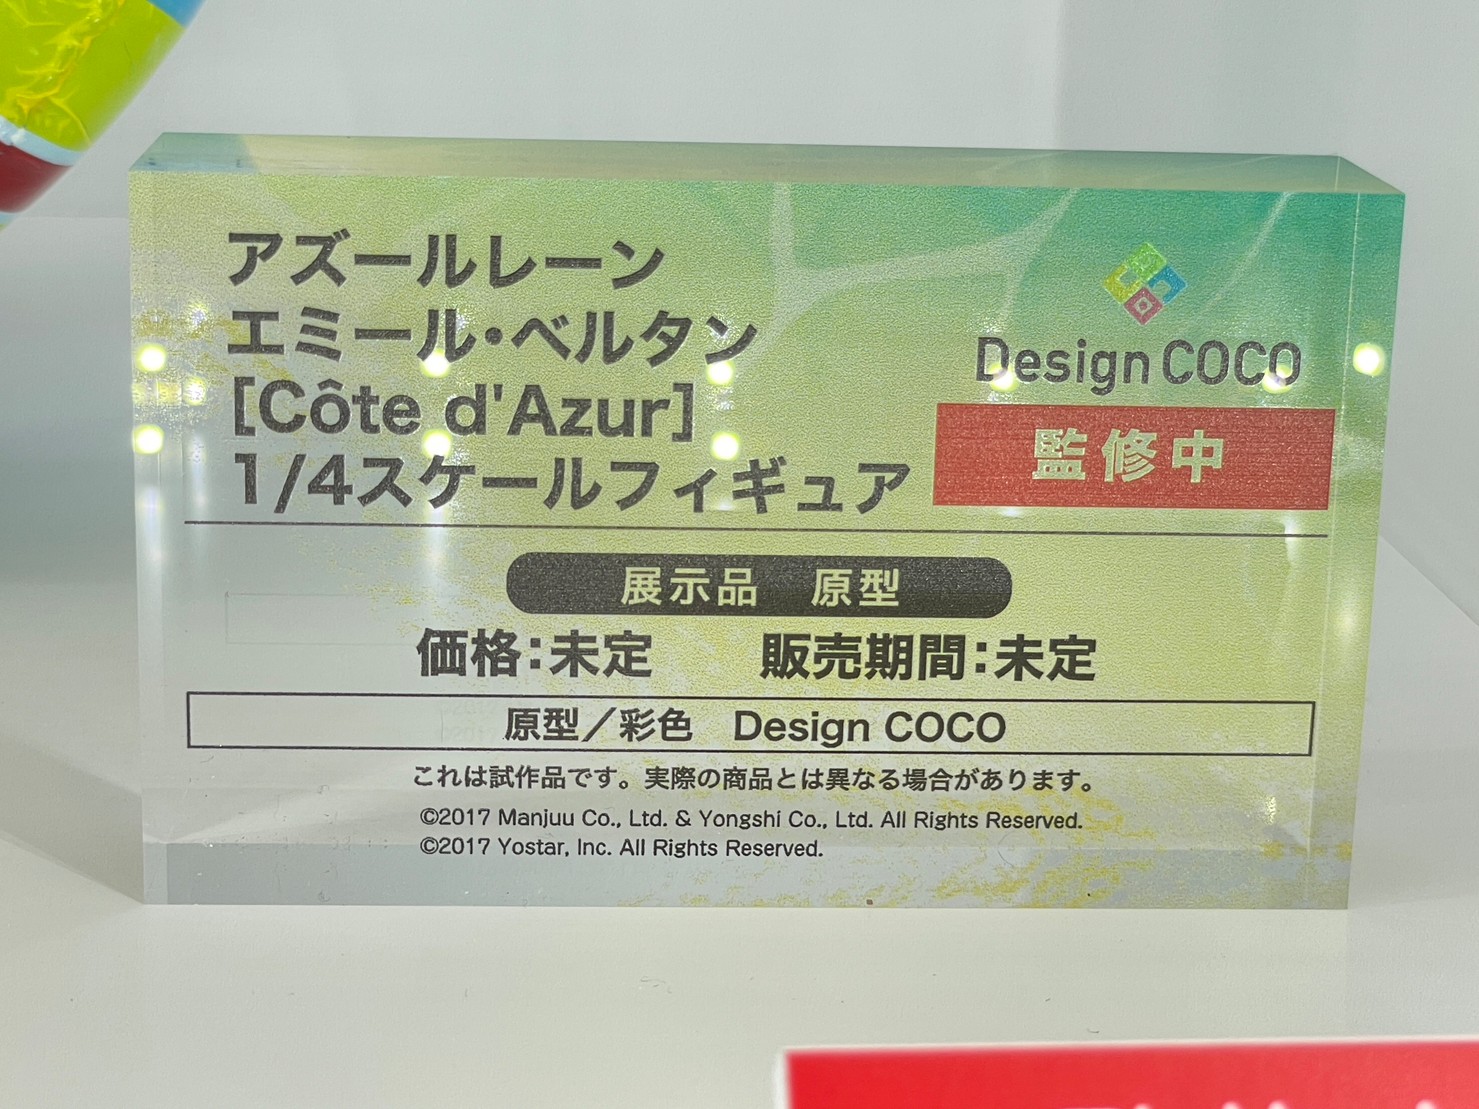 アズールレーン
エミール・ベルタン
[Côte d'Azur]
1/4スケールフィギュア
Design COCO
監修中
展示品　原型
価格：未定　販売期間：未定
原型／彩色　Design COCO
これは試作品です。実際の商品とは異なる場合があります。
©2017 Manjuu Co., Ltd. & Yongshi Co., Ltd. All Rights Reserved.
©2017 Yostar, Inc. All Rights Reserved.